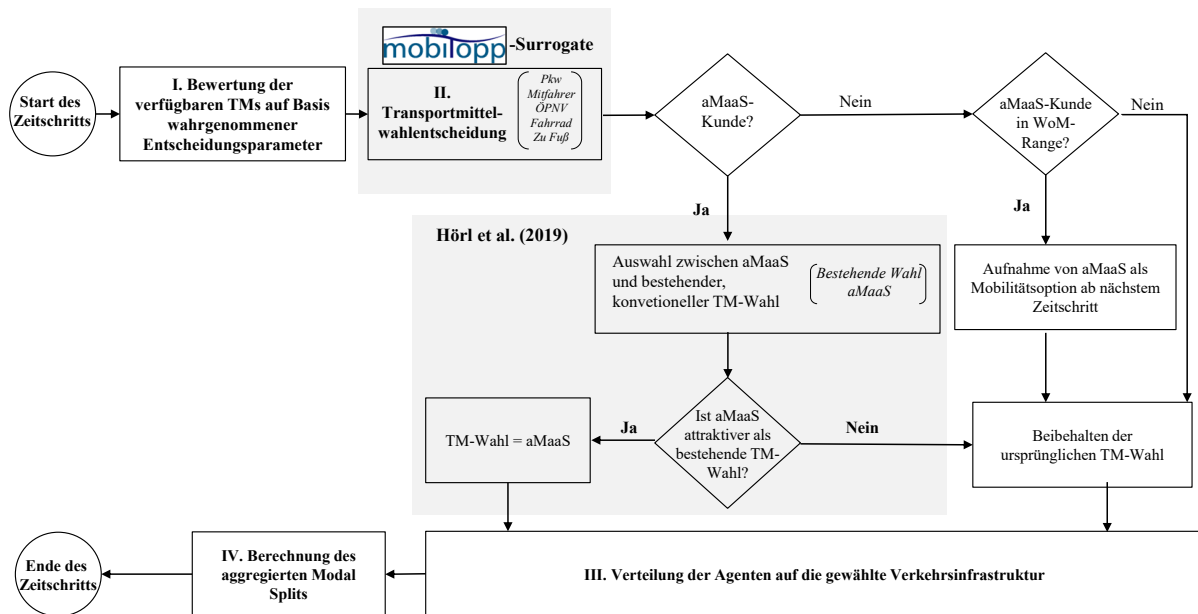 mobiTopp
-Surrogate
Start des
Zeitschritts
I. Bewertung der
verfügbaren TMs auf Basis
wahrgenommener
Entscheidungsparameter
II.
Transportmittel-
wahlentscheidung
Pkw
Mitfahrer
ÖPNV
Fahrrad
Zu Fuß
aMaaS-
Kunde?
Nein
aMaaS-Kunde
in WoM-
Range?
Nein
Ja
Ja
Hörl et al. (2019)
Auswahl zwischen aMaaS
und bestehender,
konvetioneller TM-Wahl
Bestehende Wahl
aMaaS
Aufnahme von aMaaS als
Mobilitätsoption ab nächstem
Zeitschritt
TM-Wahl = aMaaS
Ja
Ist aMaaS
attraktiver als
bestehende TM-
Wahl?
Nein
Beibehalten der
ursprünglichen TM-Wahl
Ende des
Zeitschritts
IV. Berechnung des
aggregierten Modal
Splits
III. Verteilung der Agenten auf die gewählte Verkehrsinfrastruktur